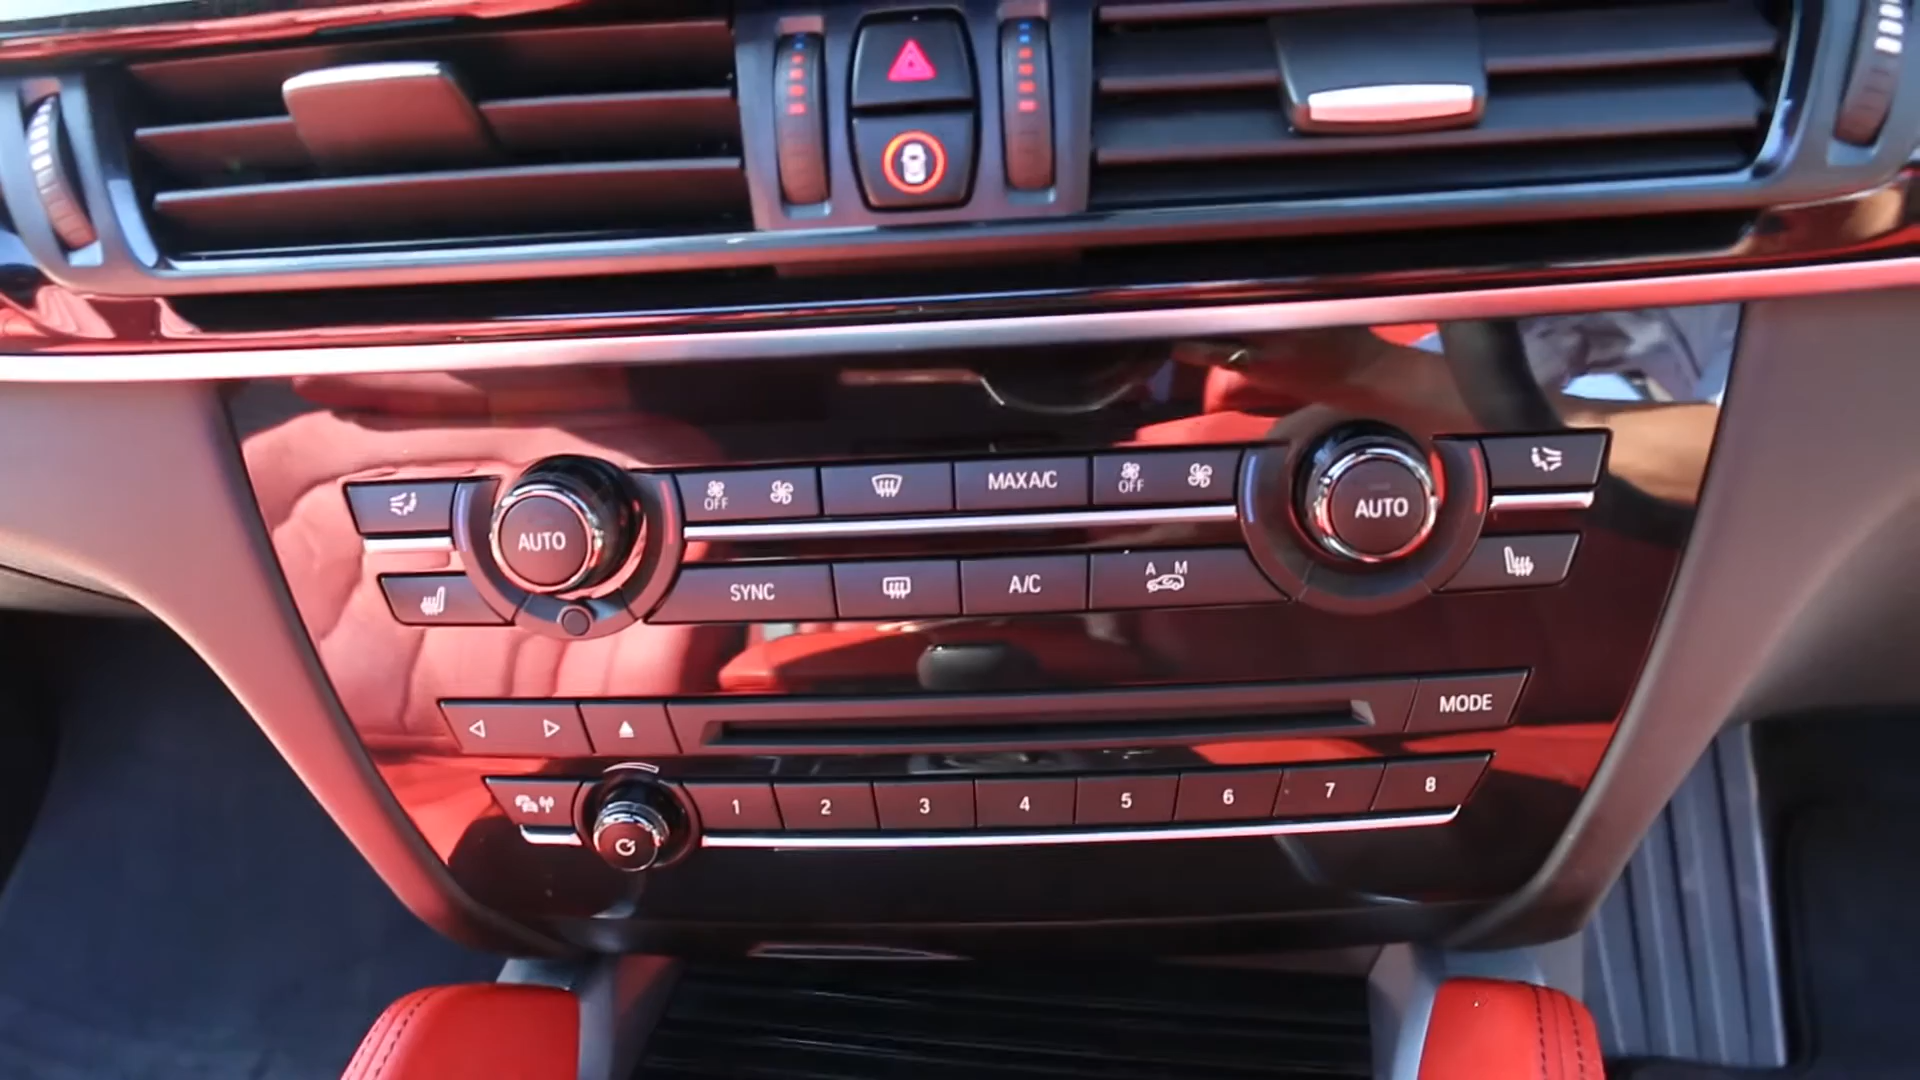 OFF
MAX A/C
OFF
AUTO
AUTO
SYNC
A/C
A M
MODE
1 2 3 4 5 6 7 8